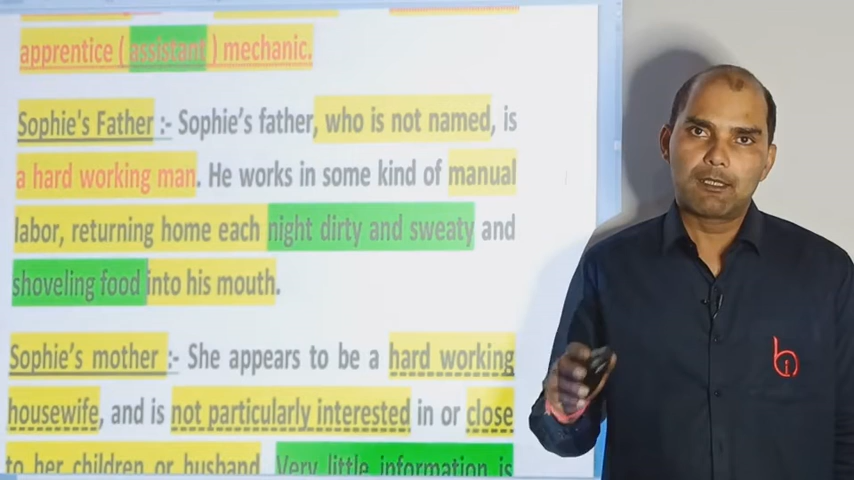 apprentice ( assistant ) mechanic.
Sophie's Father :- Sophie's father, who is not named, is
a hard working man. He works in some kind of manual
labor, returning home each night dirty and sweaty and
shoveling food into his mouth.
Sophie's mother :- She appears to be a hard working
housewife, and is not particularly interested in or close
to her children or husband Very little information is